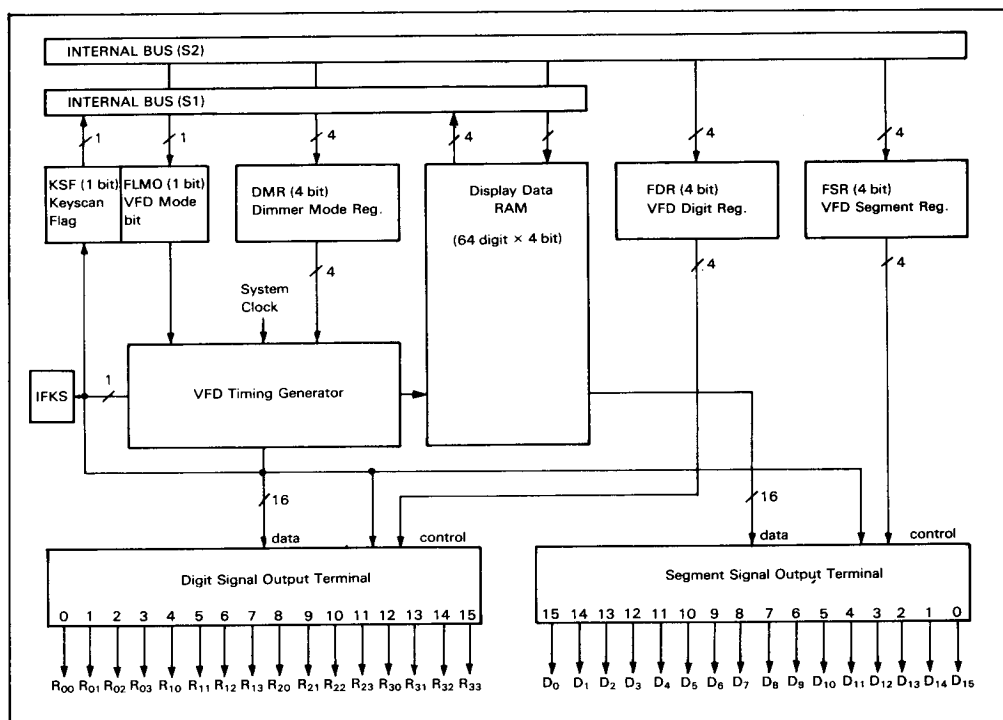 INTERNAL BUS (S2)
INTERNAL BUS (S1)
1
1
4
4
4
4
4
KSF (1 bit)
Keyscan
Flag
FLMO (1 bit)
VFD Mode
bit
DMR (4 bit)
Dimmer Mode Reg.
Display Data
RAM
(64 digit × 4 bit)
FDR (4 bit)
VFD Digit Reg.
FSR (4 bit)
VFD Segment Reg.
4
4
4
System
Clock
IFKS
1
VFD Timing Generator
16
16
data
control
data
control
Digit Signal Output Terminal
Segment Signal Output Terminal
0 1 2 3 4 5 6 7 8 9 10 11 12 13 14 15
15 14 13 12 11 10 9 8 7 6 5 4 3 2 1 0
R00 R01 R02 R03 R10 R11 R12 R13 R20 R21 R22 R23 R30 R31 R32 R33
D0 D1 D2 D3 D4 D5 D6 D7 D8 D9 D10 D11 D12 D13 D14 D15